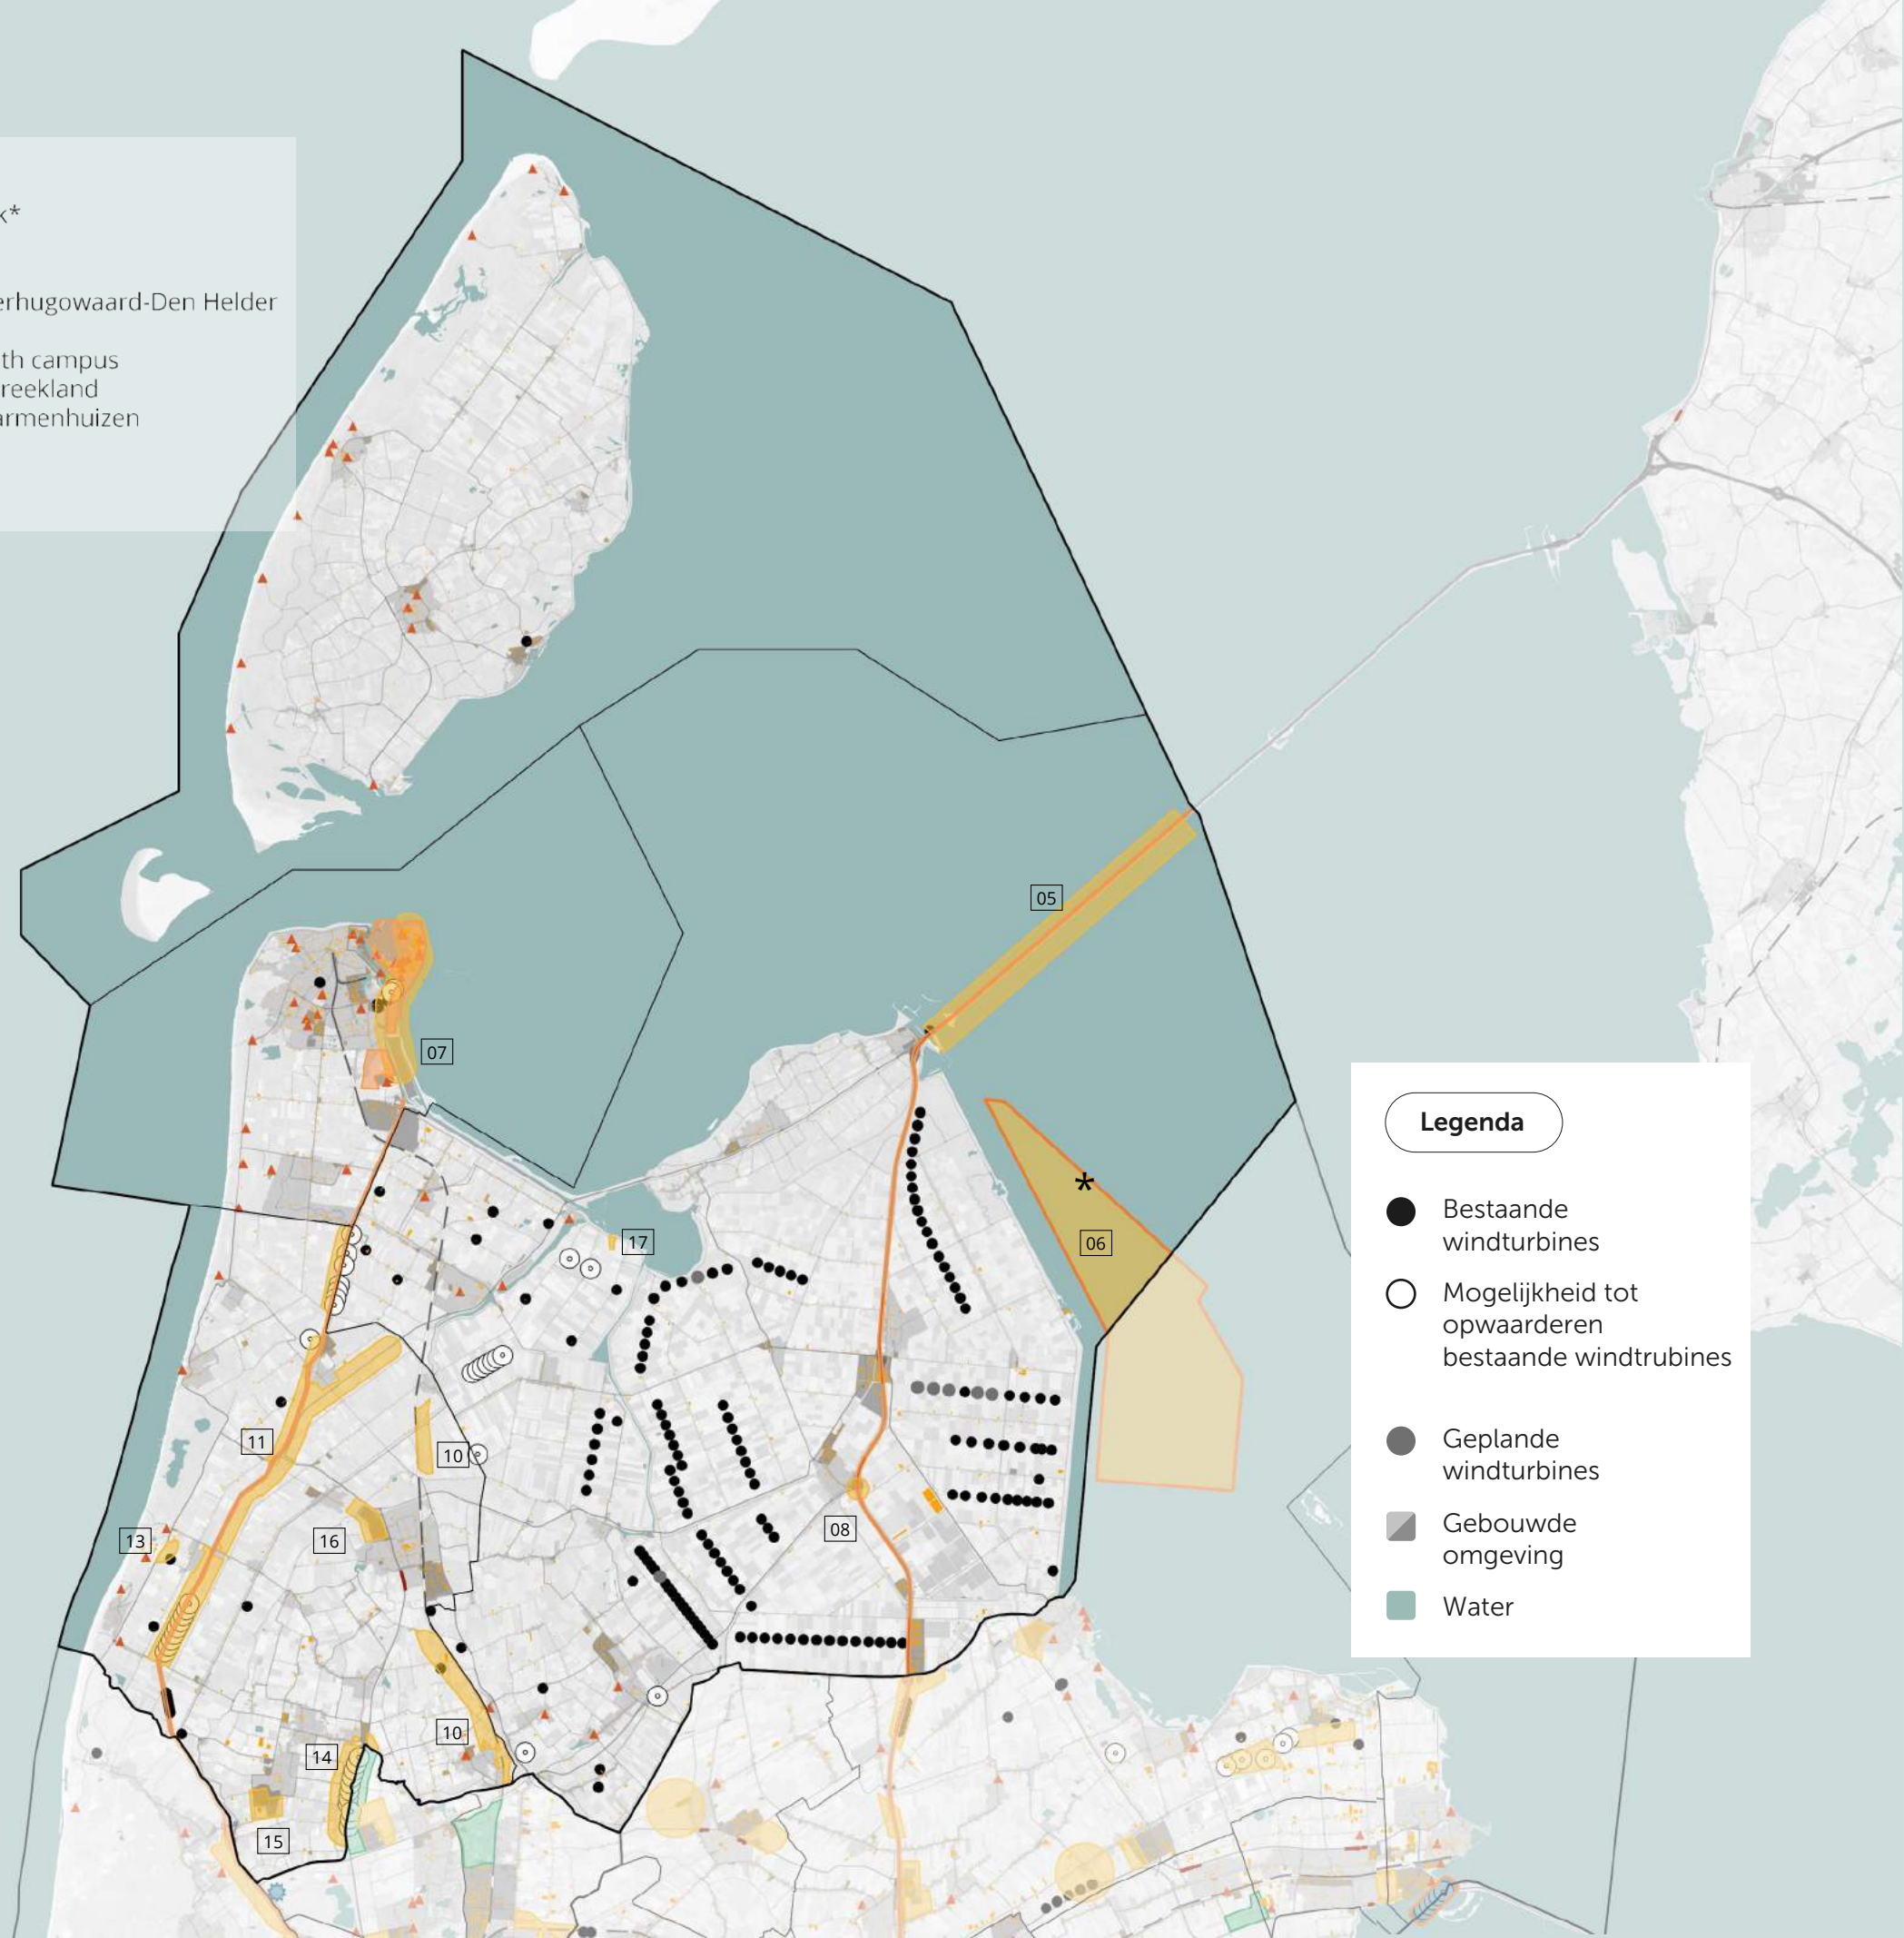 k*
erhugowaard-Den Helder
th campus
reekland
armenhuizen
05
07
06
*
17
11
10
13
16
08
10
14
15
Legenda
Bestaande
windturbines
Mogelijkheid tot
opwaarderen
bestaande windtrubines
Geplande
windturbines
Gebouwde
omgeving
Water